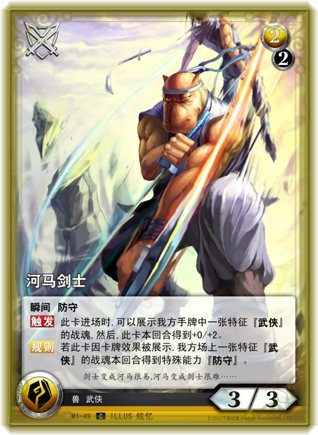 2
2
河马剑士
瞬间 防守
触发 此卡进场时,可以展示我方手牌中一张特征『武侠』
的战魂,然后,此卡本回合得到+0/+2。
规则 若此卡因卡牌效果被展示,我方场上一张特征『武
侠』的战魂本回合得到特殊能力『防守』。
剑士变成河马很易,河马变成剑士很难……
兽 武侠
3 / 3
M1-49 C ILLUS 炫忆